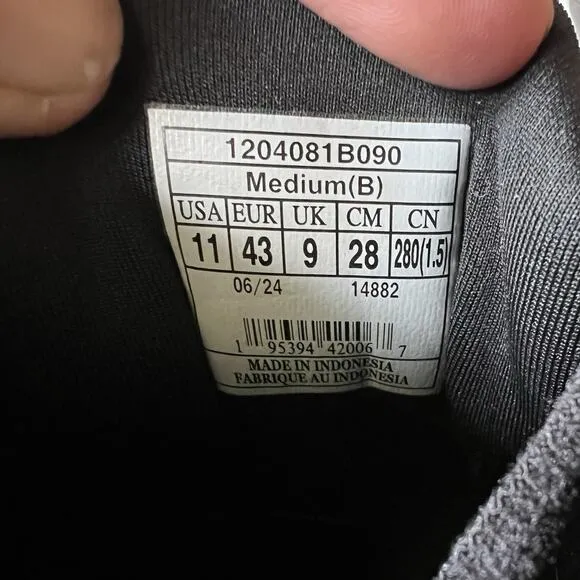 1204081B090
Medium(B)
USA EUR UK CM CN
11 43 9 28 280(1.5)
06/24 14882
1 95394 42006 7
MADE IN INDONESIA
FABRIQUE AU INDONESIA